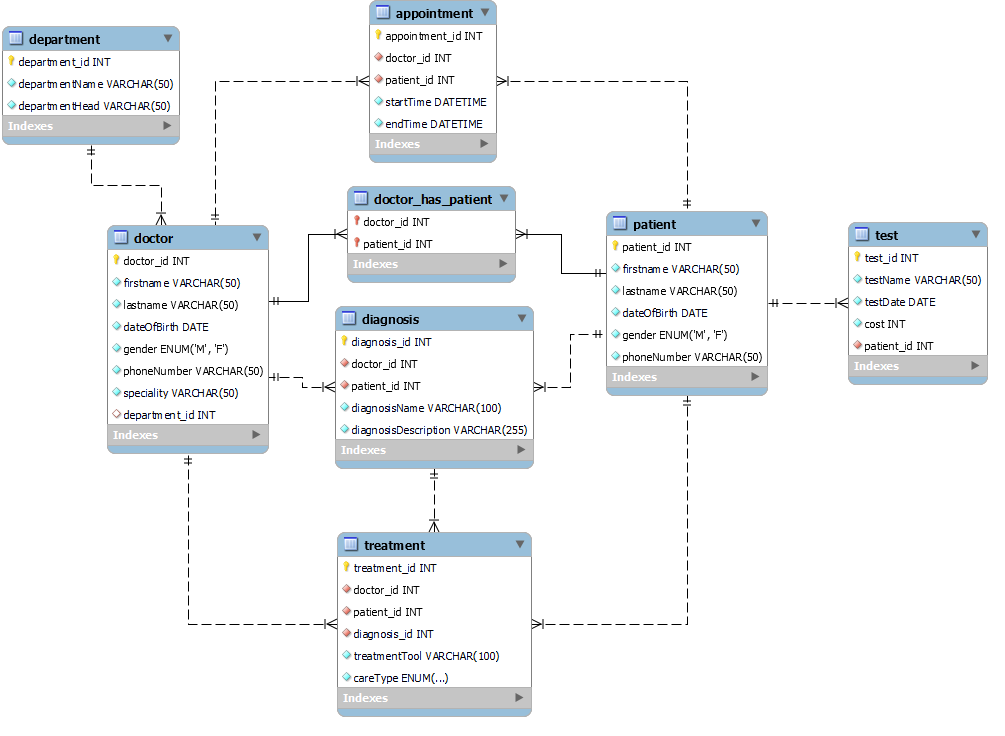 department
department_id INT
departmentName VARCHAR(50)
departmentHead VARCHAR(50)
Indexes
appointment
appointment_id INT
doctor_id INT
patient_id INT
startTime DATETIME
endTime DATETIME
Indexes
doctor_has_patient
doctor_id INT
patient_id INT
Indexes
doctor
doctor_id INT
firstname VARCHAR(50)
lastname VARCHAR(50)
dateOfBirth DATE
gender ENUM('M', 'F')
phoneNumber VARCHAR(50)
speciality VARCHAR(50)
department_id INT
Indexes
diagnosis
diagnosis_id INT
doctor_id INT
patient_id INT
diagnosisName VARCHAR(100)
diagnosisDescription VARCHAR(255)
Indexes
patient
patient_id INT
firstname VARCHAR(50)
lastname VARCHAR(50)
dateOfBirth DATE
gender ENUM('M', 'F')
phoneNumber VARCHAR(50)
Indexes
test
test_id INT
testName VARCHAR(50)
testDate DATE
cost INT
patient_id INT
Indexes
treatment
treatment_id INT
doctor_id INT
patient_id INT
diagnosis_id INT
treatmentTool VARCHAR(100)
careType ENUM(...)
Indexes